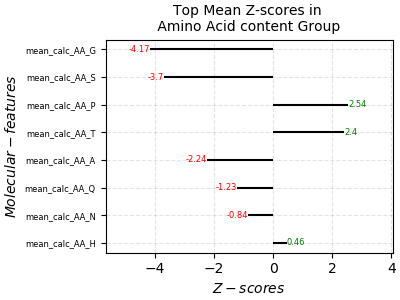 Top Mean Z-scores in
Amino Acid content Group
mean_calc_AA_G
-4.17
mean_calc_AA_S
-3.7
mean_calc_AA_P
2.54
mean_calc_AA_T
2.4
mean_calc_AA_A
-2.24
mean_calc_AA_Q
-1.23
mean_calc_AA_N
-0.84
mean_calc_AA_H
0.46
Molecular − features
−4 −2 0 2 4
Z − scores